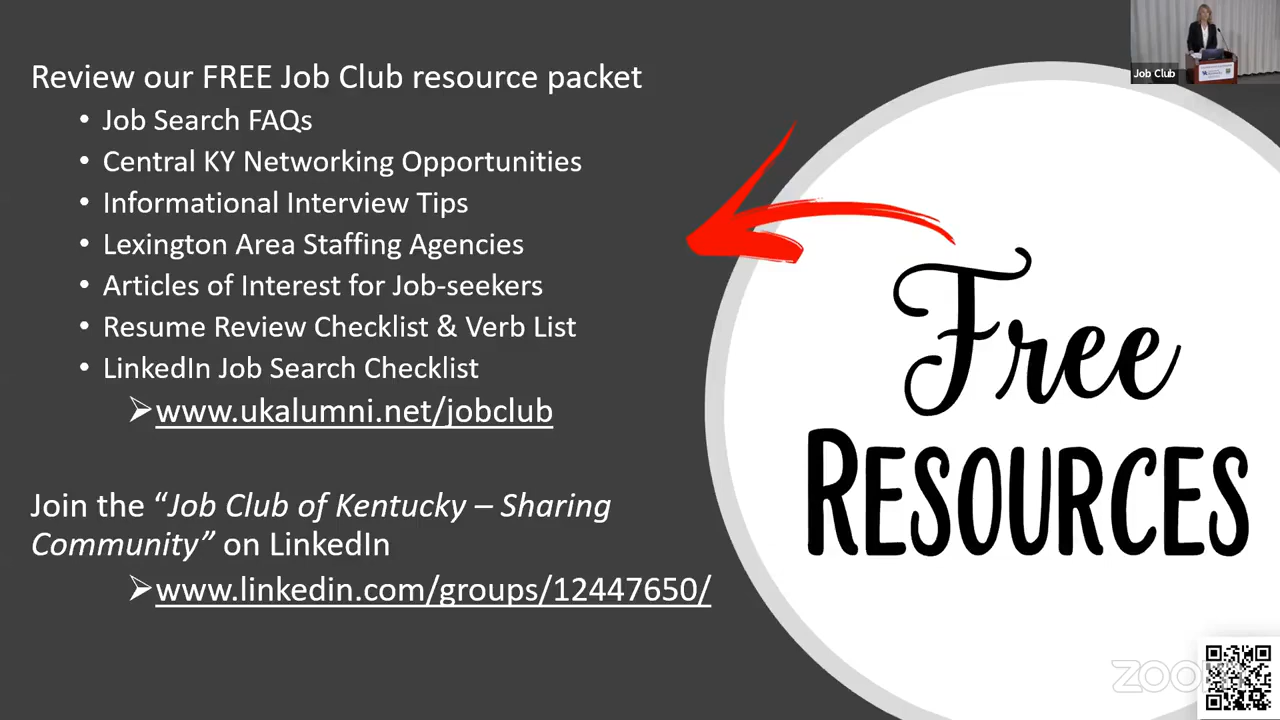 Review our FREE Job Club resource packet
• Job Search FAQs
• Central KY Networking Opportunities
• Informational Interview Tips
• Lexington Area Staffing Agencies
• Articles of Interest for Job-seekers
• Resume Review Checklist & Verb List
• LinkedIn Job Search Checklist
➢www.ukalumni.net/jobclub
Join the “Job Club of Kentucky – Sharing
Community” on LinkedIn
➢www.linkedin.com/groups/12447650/
Free
RESOURCES
Job Club
zoom